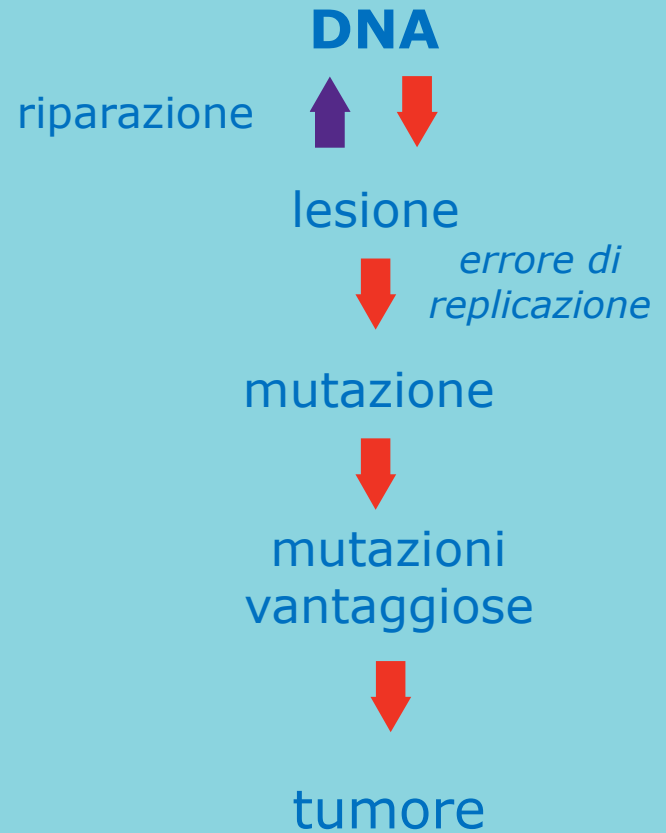 DNA
riparazione
lesione
errore di
replicazione
mutazione
mutazioni
vantaggiose
tumore